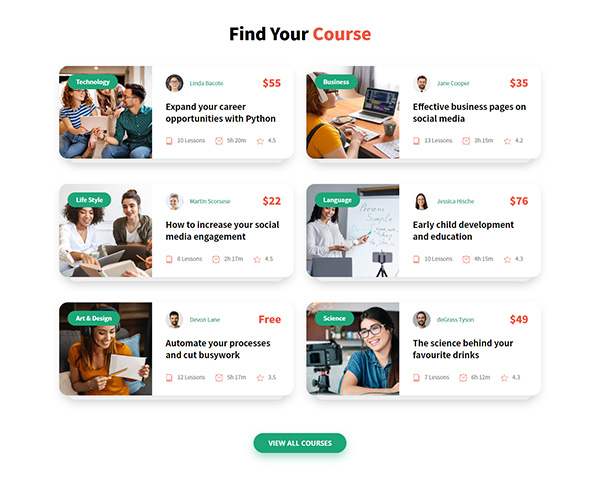 Find Your Course
Technology
Linda Bacote
$55
Expand your career
opportunities with Python
10 Lessons
5h 20m
4.5
Business
Jane Cooper
$35
Effective business pages on
social media
13 Lessons
3h 15m
4.2
Life Style
Martin Scorsese
$22
How to increase your social
media engagement
8 Lessons
2h 17m
4.5
Language
Jessica Hische
$76
Early child development
and education
10 Lessons
4h 15m
4.3
Art & Design
Devon Lane
Free
Automate your processes
and cut busywork
12 Lessons
5h 17m
3.5
Science
deGrass Tyson
$49
The science behind your
favourite drinks
7 Lessons
6h 12m
4.3
VIEW ALL COURSES